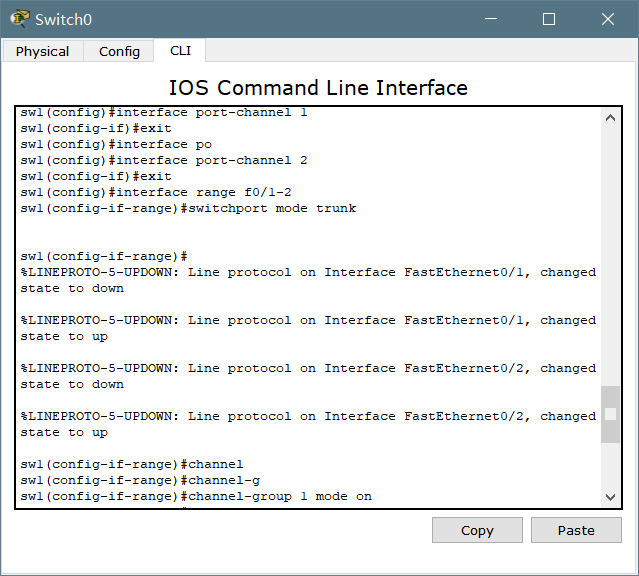 Switch0
Physical Config CLI
IOS Command Line Interface
sw1(config)#interface port-channel 1
sw1(config-if)#exit
sw1(config)#interface po
sw1(config)#interface port-channel 2
sw1(config-if)#exit
sw1(config)#interface range f0/1-2
sw1(config-if-range)#switchport mode trunk
sw1(config-if-range)#
%LINEPROTO-5-UPDOWN: Line protocol on Interface FastEthernet0/1, changed
state to down
%LINEPROTO-5-UPDOWN: Line protocol on Interface FastEthernet0/1, changed
state to up
%LINEPROTO-5-UPDOWN: Line protocol on Interface FastEthernet0/2, changed
state to down
%LINEPROTO-5-UPDOWN: Line protocol on Interface FastEthernet0/2, changed
state to up
sw1(config-if-range)#channel
sw1(config-if-range)#channel-g
sw1(config-if-range)#channel-group 1 mode on
Copy Paste